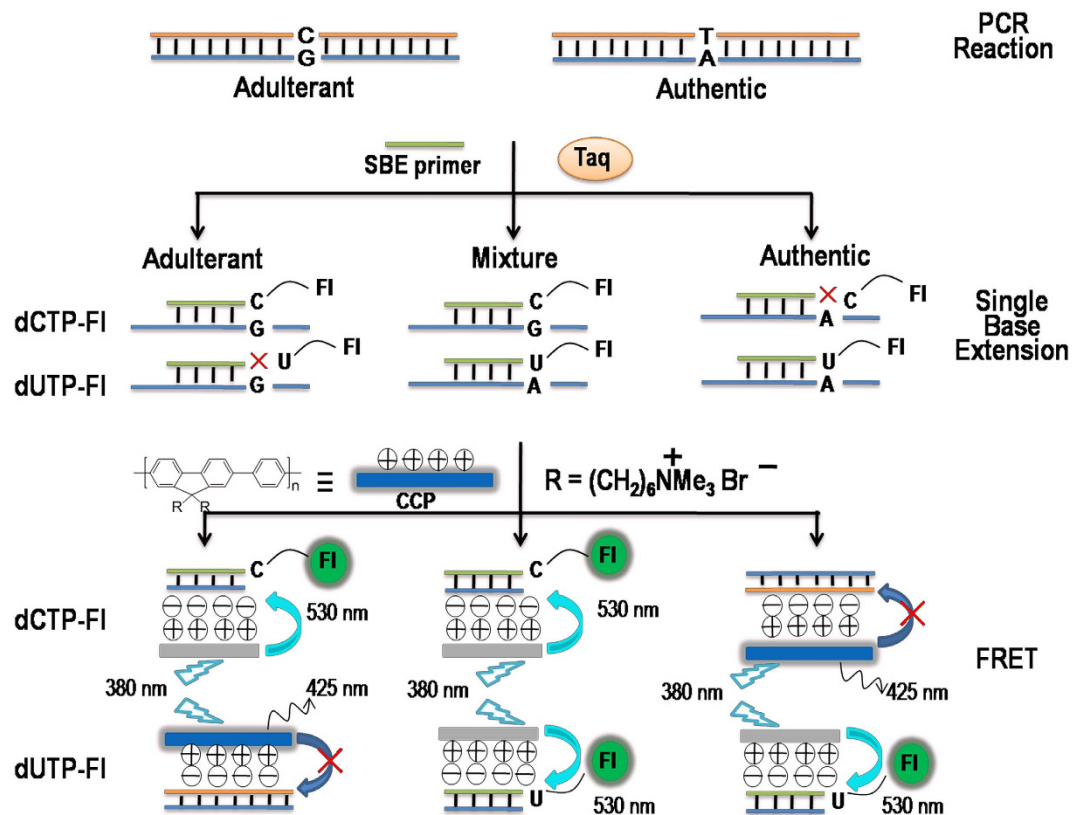 C
G
Adulterant
T
A
Authentic
PCR
Reaction
SBE primer
Taq
Adulterant
Mixture
Authentic
dCTP-Fl
C
Fl
G
C
Fl
G
C
Fl
A
Single
Base
Extension
dUTP-Fl
U
Fl
G
U
Fl
A
U
Fl
A
n
R
R
≡
CCP
+ + + +
R = (CH2)6NMe3 Br
+
−
dCTP-Fl
C
Fl
530 nm
− − − −
+ + + +
C
Fl
530 nm
− − − −
+ + + +
− − − −
+ + + +
FRET
380 nm
425 nm
380 nm
380 nm
425 nm
dUTP-Fl
+ + + +
− − − −
+ + + +
− − − −
U
Fl
530 nm
+ + + +
− − − −
U
Fl
530 nm